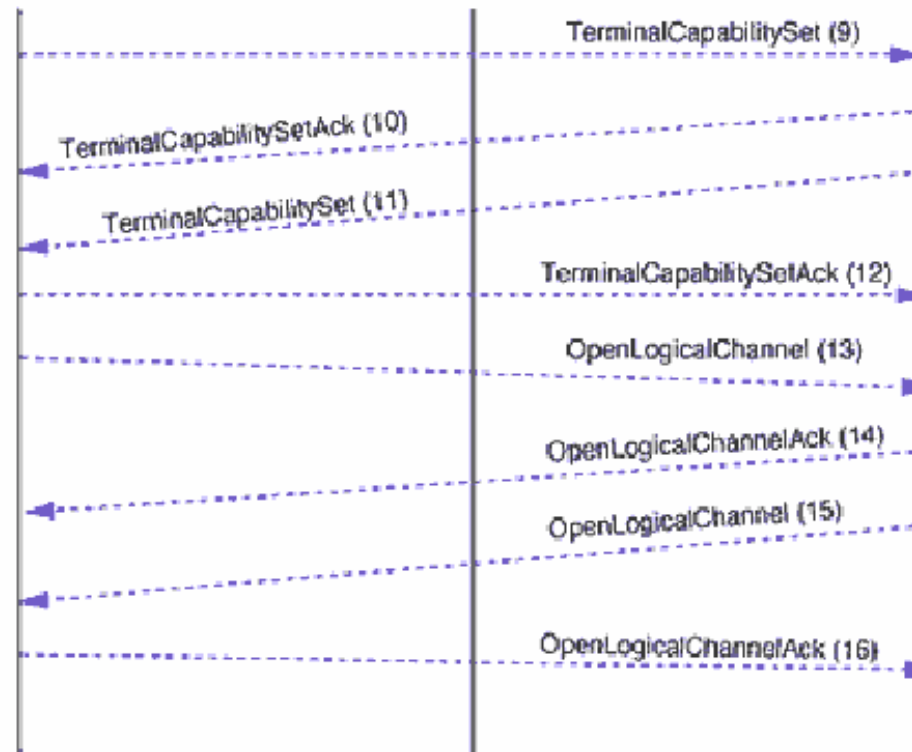 TerminalCapabilitySet (9)
TerminalCapabilitySetAck (10)
TerminalCapabilitySet (11)
TerminalCapabilitySetAck (12)
OpenLogicalChannel (13)
OpenLogicalChannelAck (14)
OpenLogicalChannel (15)
OpenLogicalChannelAck (16)